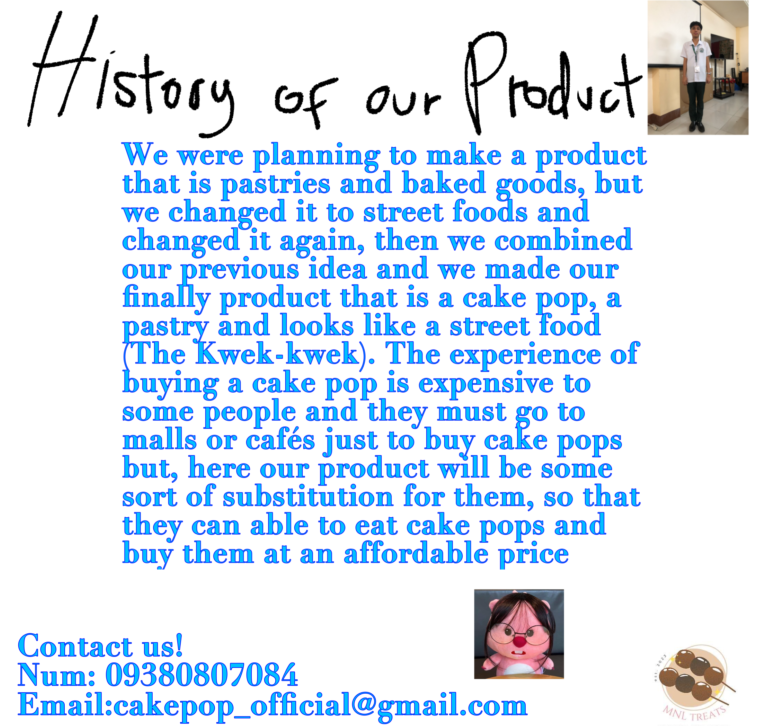 History of our Product
We were planning to make a product
that is pastries and baked goods, but
we changed it to street foods and
changed it again, then we combined
our previous idea and we made our
finally product that is a cake pop, a
pastry and looks like a street food
(The Kwek-kwek). The experience of
buying a cake pop is expensive to
some people and they must go to
malls or cafés just to buy cake pops
but, here our product will be some
sort of substitution for them, so that
they can able to eat cake pops and
buy them at an affordable price
Contact us!
Num: 09380807084
Email:cakepop_official@gmail.com
EST. 2022
MNL TREATS